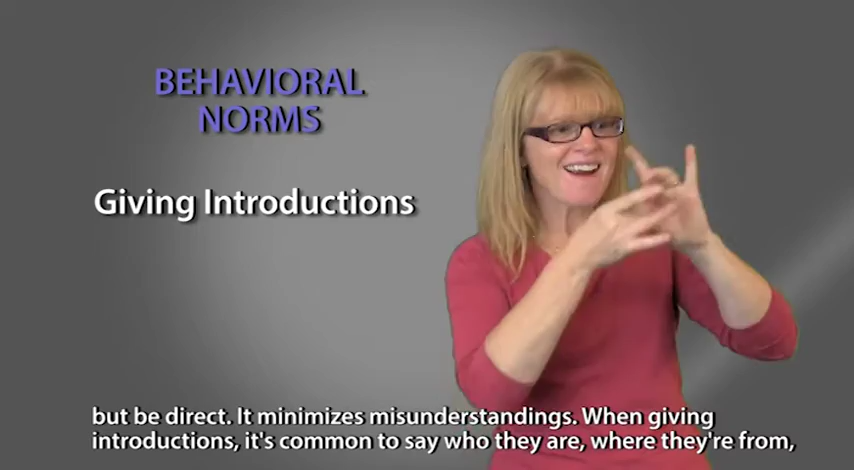 BEHAVIORAL
NORMS
Giving Introductions
but be direct. It minimizes misunderstandings. When giving
introductions, it's common to say who they are, where they're from,